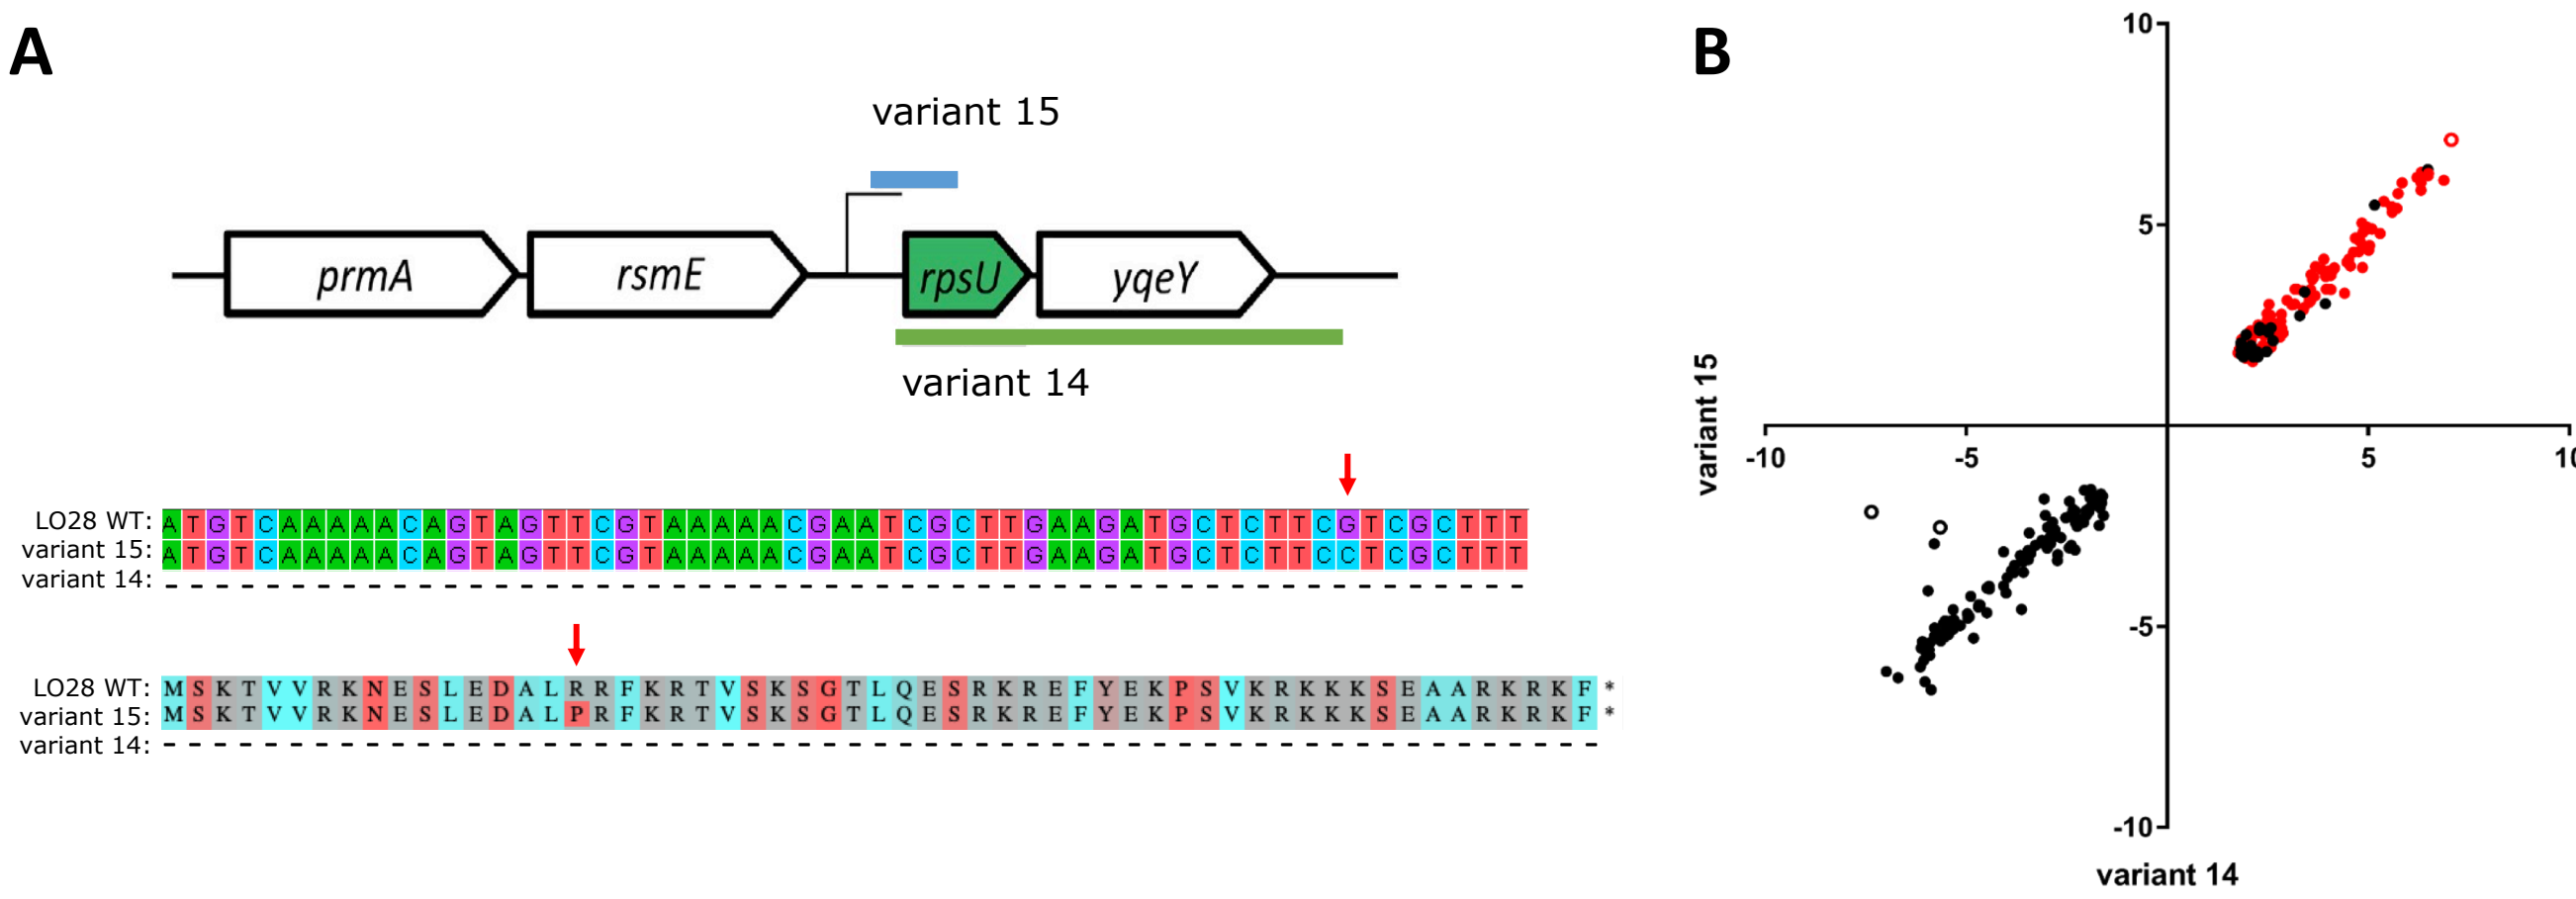 A
variant 15
prmA
rsmE
rpsU
yqeY
variant 14
LO28 WT: ATGTCAAAAACAGTAGTTCGTAAAAACGAATCGCTTGAAGATGCTCTTCGTCGCTTT
variant 15: ATGTCAAAAACAGTAGTTCGTAAAAACGAATCGCTTGAAGATGCTCTTCCTCGCTTT
variant 14: ---------------------------------------------------------
LO28 WT: MSKTVVRKNESLEDALRRFKRTVSKSGTLQESRKREFYEKPSVKRKKKSEAARKRKF*
variant 15: MSKTVVRKNESLEDALPRFKRTVSKSGTLQESRKREFYEKPSVKRKKKSEAARKRKF*
variant 14: ---------------------------------------------------------
B
10
5
variant 15
-10 -5 5 10
-5
-10
variant 14